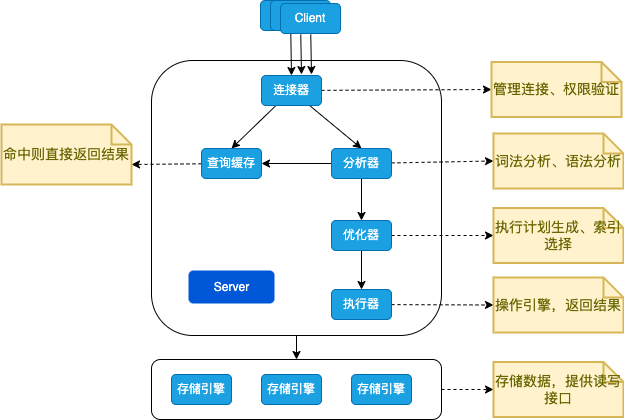 Client
连接器
管理连接、权限验证
命中则直接返回结果
查询缓存
分析器
词法分析、语法分析
优化器
执行计划生成、索引
选择
Server
执行器
操作引擎，返回结果
存储引擎
存储引擎
存储引擎
存储数据，提供读写
接口